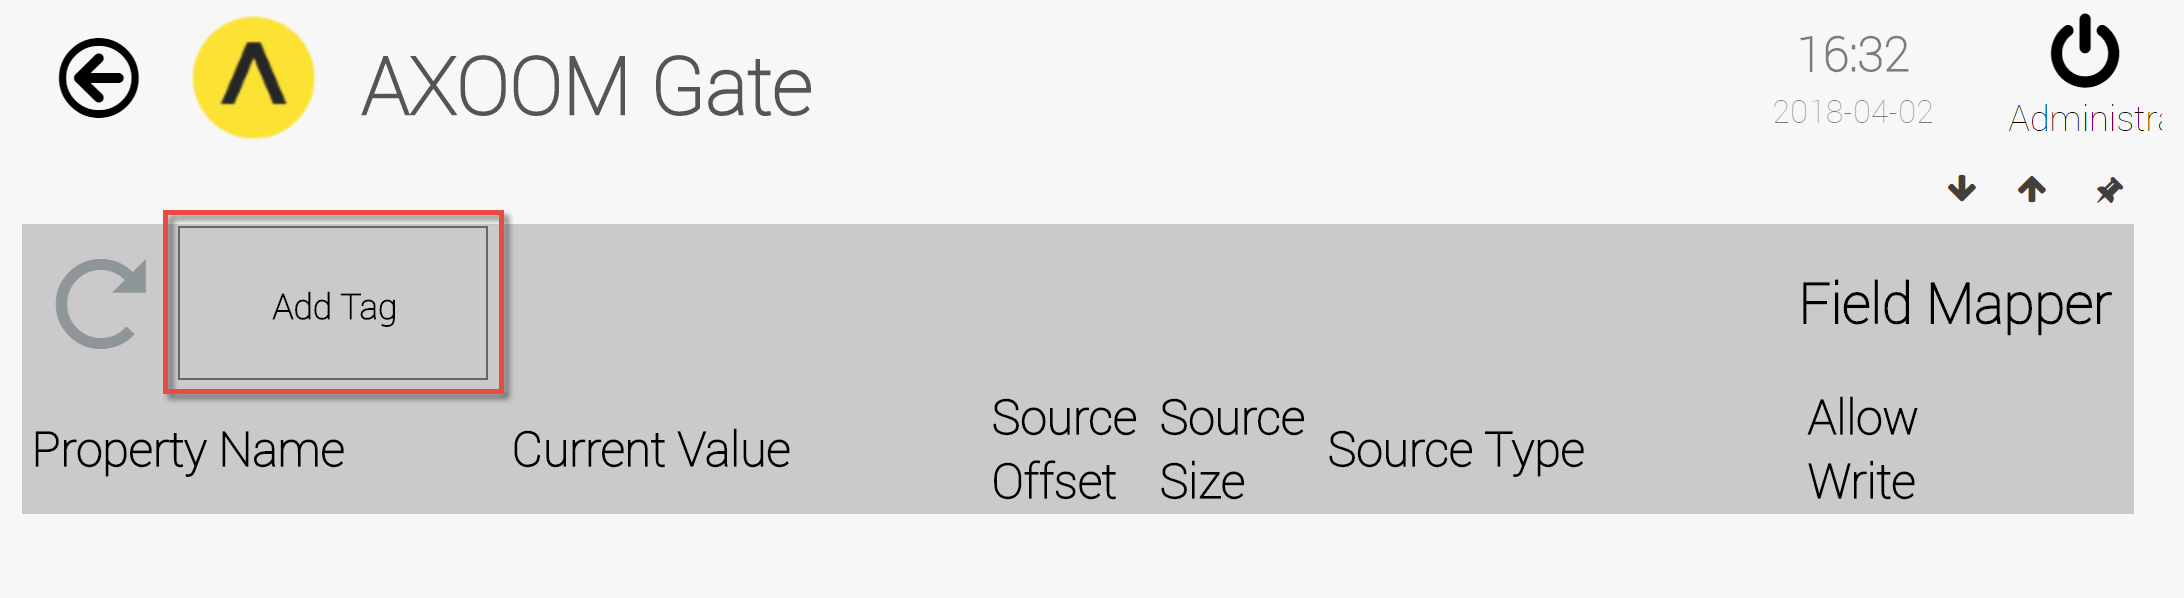 AXOOM Gate
16:32
2018-04-02
Administra
Add Tag
Field Mapper
Property Name
Current Value
Source
Offset
Source
Size
Source Type
Allow
Write